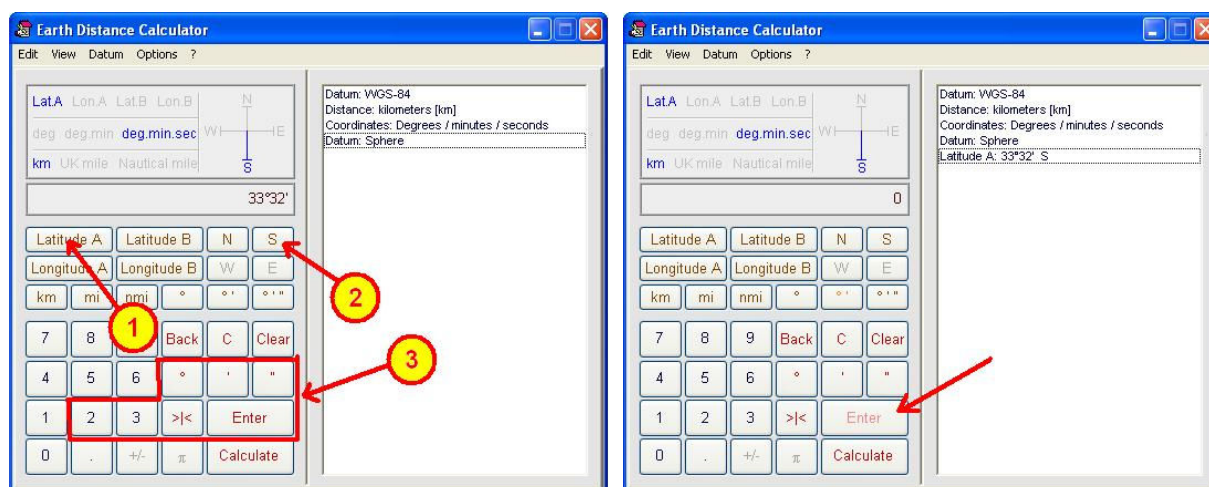 Earth Distance Calculator
Edit View Datum Options ?
Lat.A Lon.A Lat.B Lon.B N
deg deg.min deg.min.sec W E
km UK mile Nautical mile S
33°32'
Latitude A Latitude B N S
Longitude A Longitude B W E
km mi nmi ° ° ' ° ' "
7 8 Back C Clear
4 5 6 ° ' "
1 2 3 >|< Enter
0 . +/- π Calculate
1
2
3
Datum: WGS-84
Distance: kilometers [km]
Coordinates: Degrees / minutes / seconds
Datum: Sphere
Earth Distance Calculator
Edit View Datum Options ?
Lat.A Lon.A Lat.B Lon.B N
deg deg.min deg.min.sec W E
km UK mile Nautical mile S
0
Latitude A Latitude B N S
Longitude A Longitude B W E
km mi nmi ° ° ' ° ' "
7 8 9 Back C Clear
4 5 6 ° ' "
1 2 3 >|< Enter
0 . +/- π Calculate
Datum: WGS-84
Distance: kilometers [km]
Coordinates: Degrees / minutes / seconds
Datum: Sphere
Latitude A: 33°32' S